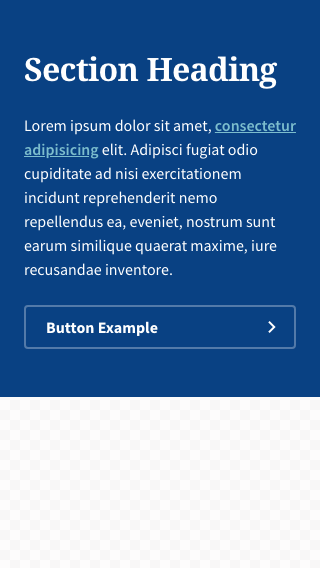 Section Heading
Lorem ipsum dolor sit amet, consectetur
adipisicing elit. Adipisci fugiat odio
cupiditate ad nisi exercitationem
incidunt reprehenderit nemo
repellendus ea, eveniet, nostrum sunt
earum similique quaerat maxime, iure
recusandae inventore.
Button Example